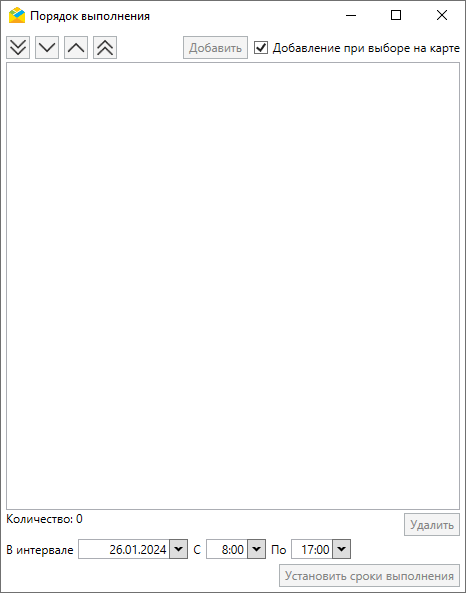 Порядок выполнения
Добавить Добавление при выборе на карте
Количество: 0
Удалить
В интервале 26.01.2024 С 8:00 По 17:00
Установить сроки выполнения